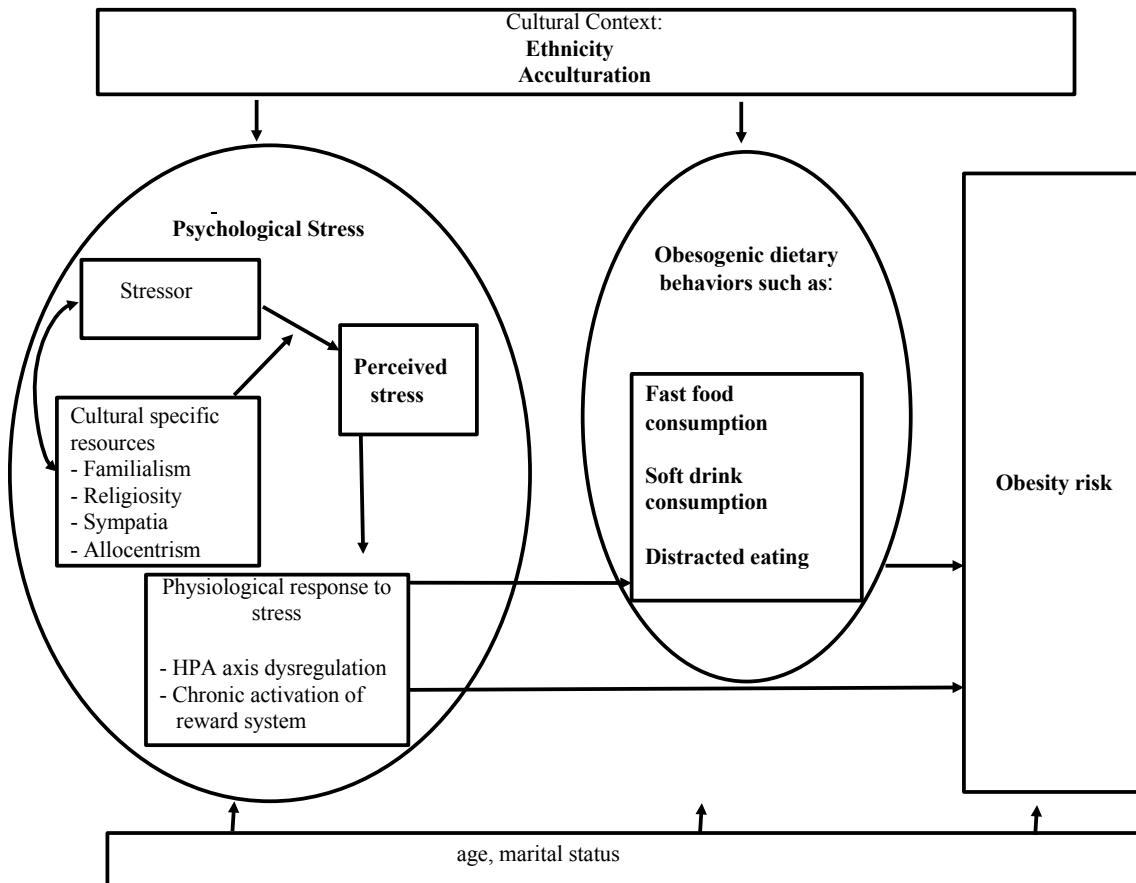 Cultural Context:
Ethnicity
Acculturation
Psychological Stress
Stressor
Perceived
stress
Cultural specific
resources
- Familialism
- Religiosity
- Sympatia
- Allocentrism
Physiological response to
stress
- HPA axis dysregulation
- Chronic activation of
reward system
Obesogenic dietary
behaviors such as:
Fast food
consumption
Soft drink
consumption
Distracted eating
Obesity risk
age, marital status